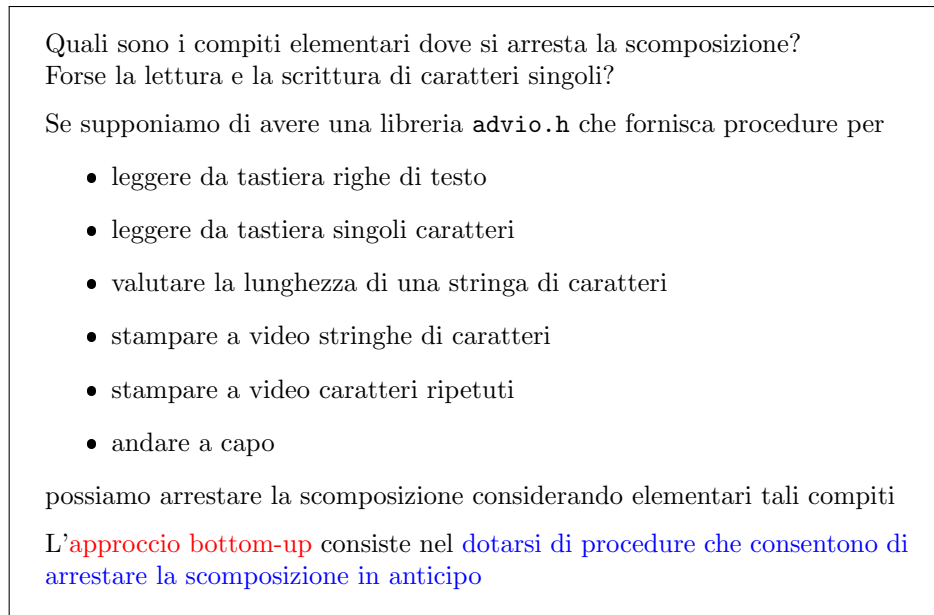 Quali sono i compiti elementari dove si arresta la scomposizione?
Forse la lettura e la scrittura di caratteri singoli?
Se supponiamo di avere una libreria advio.h che fornisca procedure per
• leggere da tastiera righe di testo
• leggere da tastiera singoli caratteri
• valutare la lunghezza di una stringa di caratteri
• stampare a video stringhe di caratteri
• stampare a video caratteri ripetuti
• andare a capo
possiamo arrestare la scomposizione considerando elementari tali compiti
L'approccio bottom-up consiste nel dotarsi di procedure che consentono di
arrestare la scomposizione in anticipo